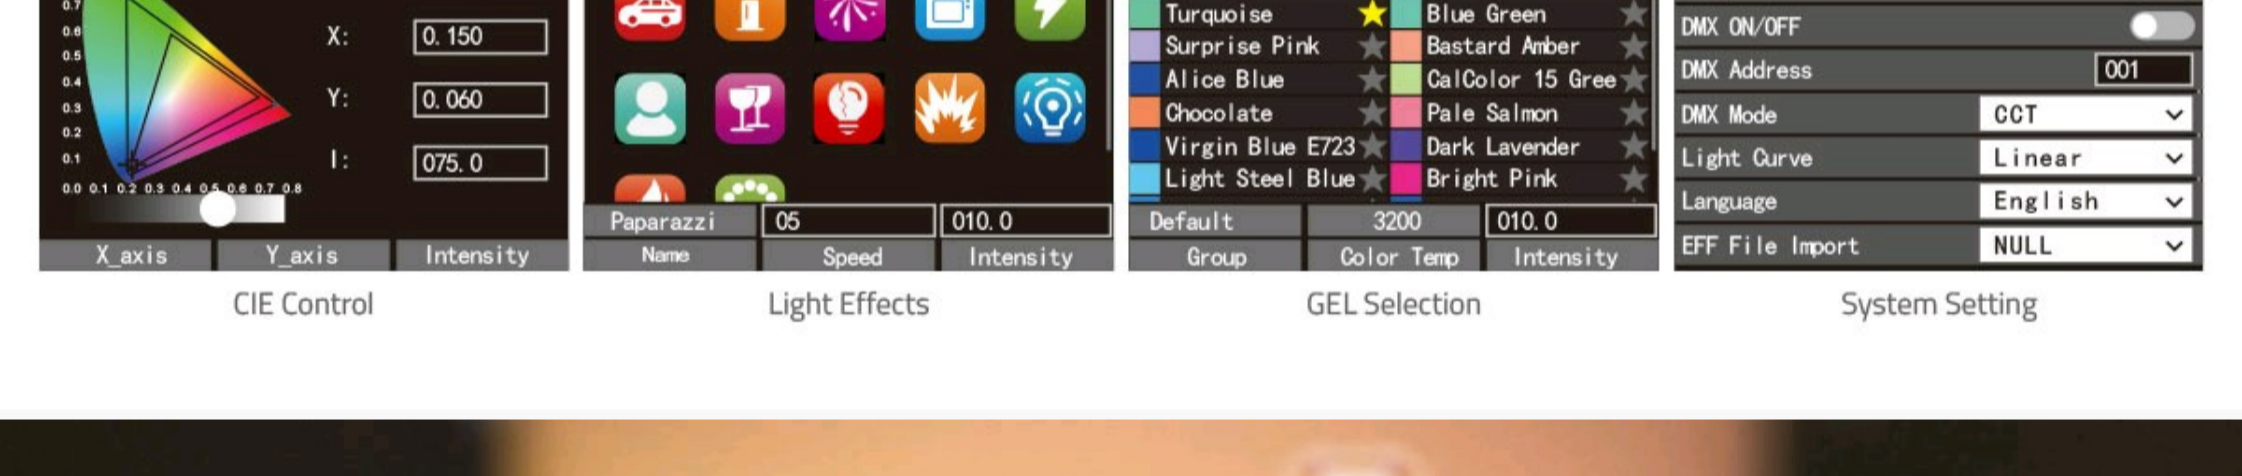 0.7
0.6
0.5
0.4
0.3
0.2
0.1
0.0 0.1 0.2 0.3 0.4 0.5 0.6 0.7 0.8
X: 0.150
Y: 0.060
I: 075.0
X_axis Y_axis Intensity
CIE Control
Paparazzi 05 010.0
Name Speed Intensity
Light Effects
Turquoise Blue Green
Surprise Pink Bastard Amber
Alice Blue CalColor 15 Gree
Chocolate Pale Salmon
Virgin Blue E723 Dark Lavender
Light Steel Blue Bright Pink
Default 3200 010.0
Group Color Temp Intensity
GEL Selection
DMX ON/OFF
DMX Address 001
DMX Mode CCT
Light Curve Linear
Language English
EFF File Import NULL
System Setting